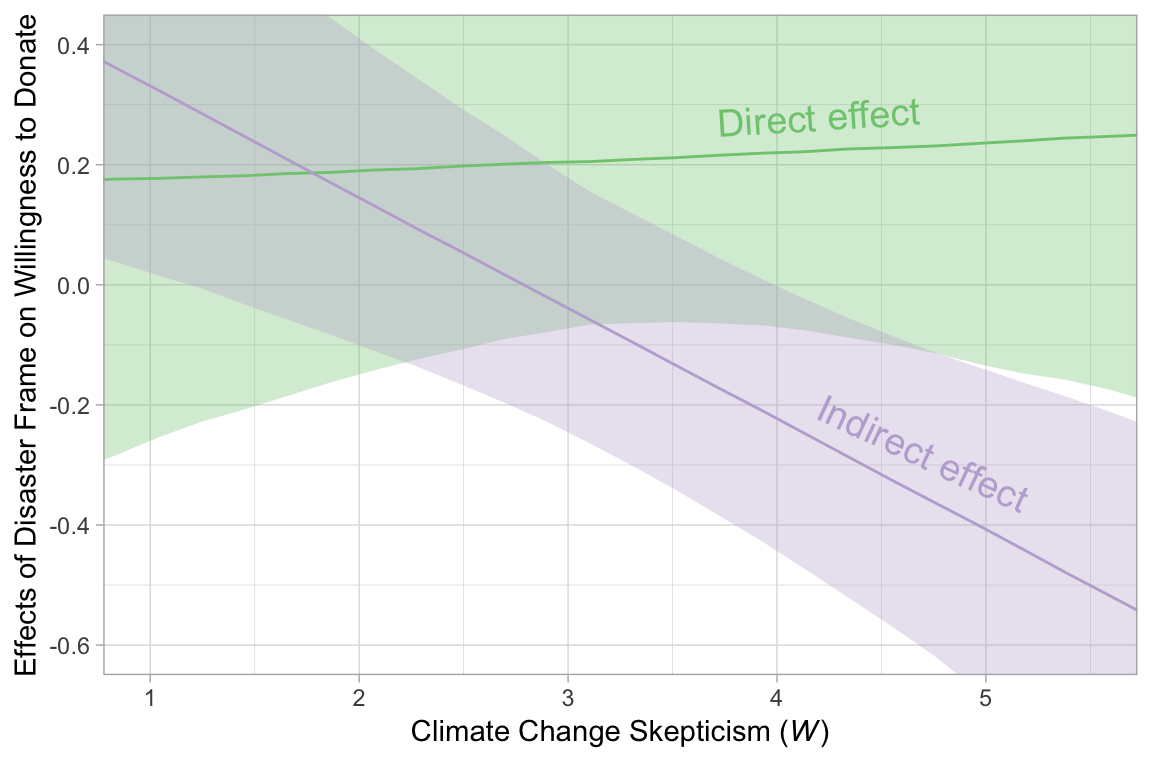 Effects of Disaster Frame on Willingness to Donate
0.4
0.2
0.0
-0.2
-0.4
-0.6
Direct effect
Indirect effect
1 2 3 4 5
Climate Change Skepticism (W)